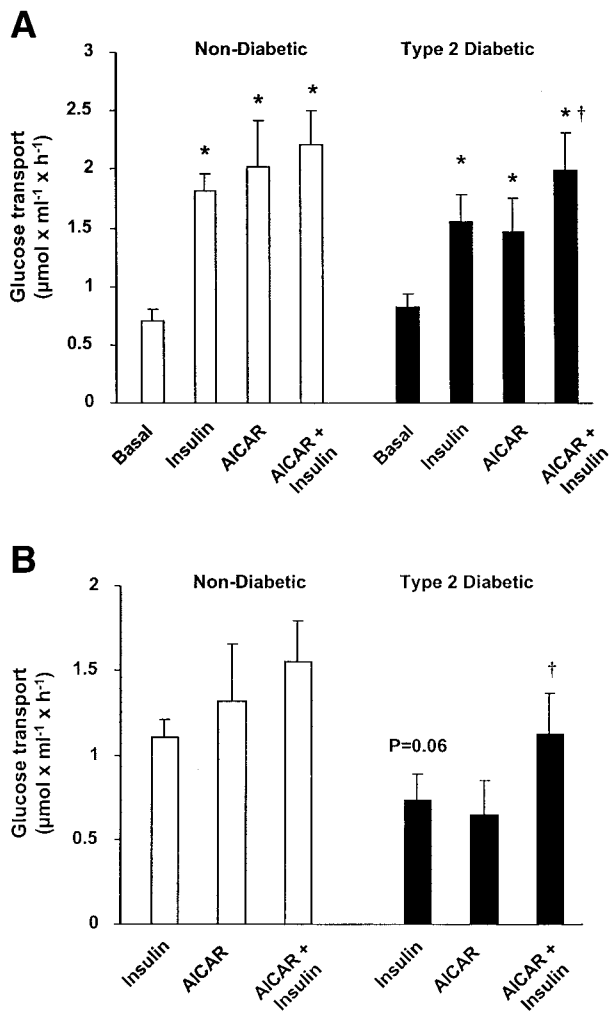 A
Non-Diabetic
Type 2 Diabetic
Glucose transport
(µmol x ml-1 x h-1)
3
2.5
2
1.5
1
0.5
0
*
*
*
*
*
* †
Basal
Insulin
AICAR
AICAR +
Insulin
Basal
Insulin
AICAR
AICAR +
Insulin
B
Non-Diabetic
Type 2 Diabetic
Glucose transport
(µmol x ml-1 x h-1)
2
1.5
1
0.5
0
P=0.06
†
Insulin
AICAR
AICAR +
Insulin
Insulin
AICAR
AICAR +
Insulin